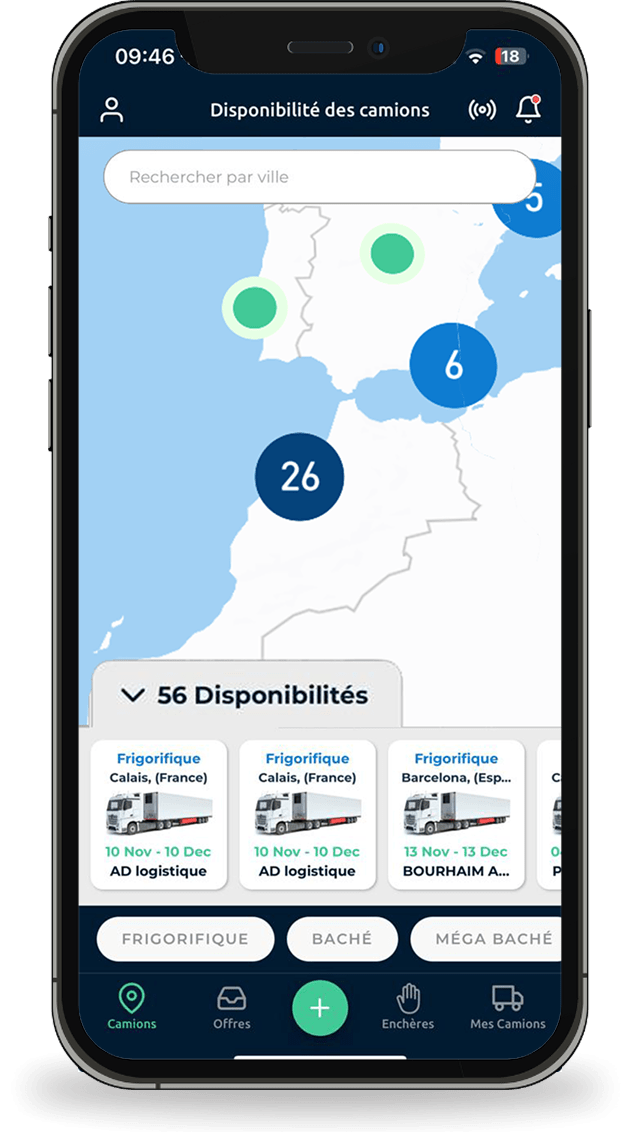 09:46
18
Disponibilité des camions
Rechercher par ville
5
6
26
56 Disponibilités
Frigorifique
Calais, (France)
10 Nov - 10 Dec
AD logistique
Frigorifique
Calais, (France)
10 Nov - 10 Dec
AD logistique
Frigorifique
Barcelona, (Esp...
13 Nov - 13 Dec
BOURHAIM A...
FRIGORIFIQUE
BACHÉ
MÉGA BACHÉ
Camions
Offres
Enchères
Mes Camions